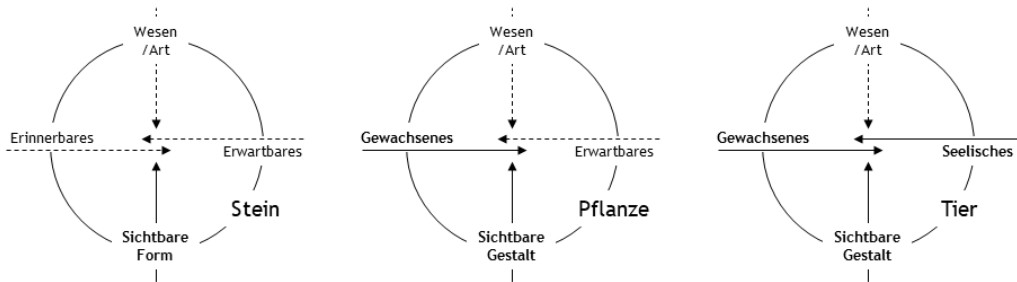 Wesen
/Art
Erinnerbares
Erwartbares
Stein
Sichtbare
Form
Wesen
/Art
Gewachsenes
Erwartbares
Pflanze
Sichtbare
Gestalt
Wesen
/Art
Gewachsenes
Seelisches
Tier
Sichtbare
Gestalt